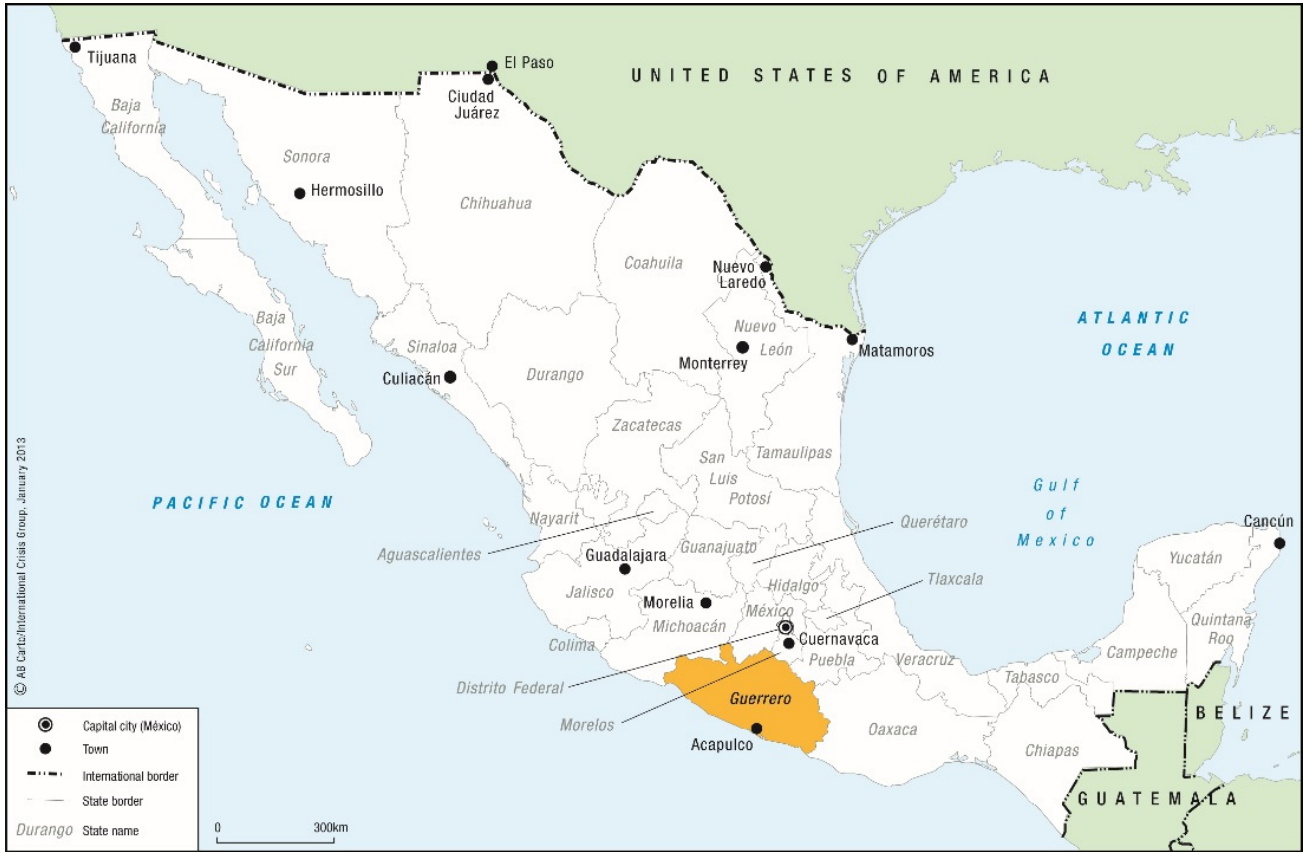 Tijuana
El Paso
UNITED STATES OF AMERICA
Ciudad
Juárez
Baja
California
Sonora
Hermosillo
Chihuahua
Coahuila
Nuevo
Laredo
Baja
California
Sur
Sinaloa
Culiacán
Durango
Nuevo
León
Monterrey
Matamoros
ATLANTIC
OCEAN
Zacatecas
San
Luis
Potosí
Tamaulipas
PACIFIC OCEAN
Gulf
of
Mexico
Nayarit
Aguascalientes
Guadalajara
Guanajuato
Querétaro
Cancún
Yucatán
Jalisco
Hidalgo
Tlaxcala
Morelia
México
Michoacán
Cuernavaca
Quintana
Roo
Colima
Puebla
Veracruz
Campeche
Distrito Federal
Guerrero
Tabasco
Morelos
Acapulco
Oaxaca
Chiapas
BELIZE
GUATEMALA
© AB Carto/International Crisis Group, January 2013
Capital city (México)
Town
International border
State border
Durango State name
0 300km